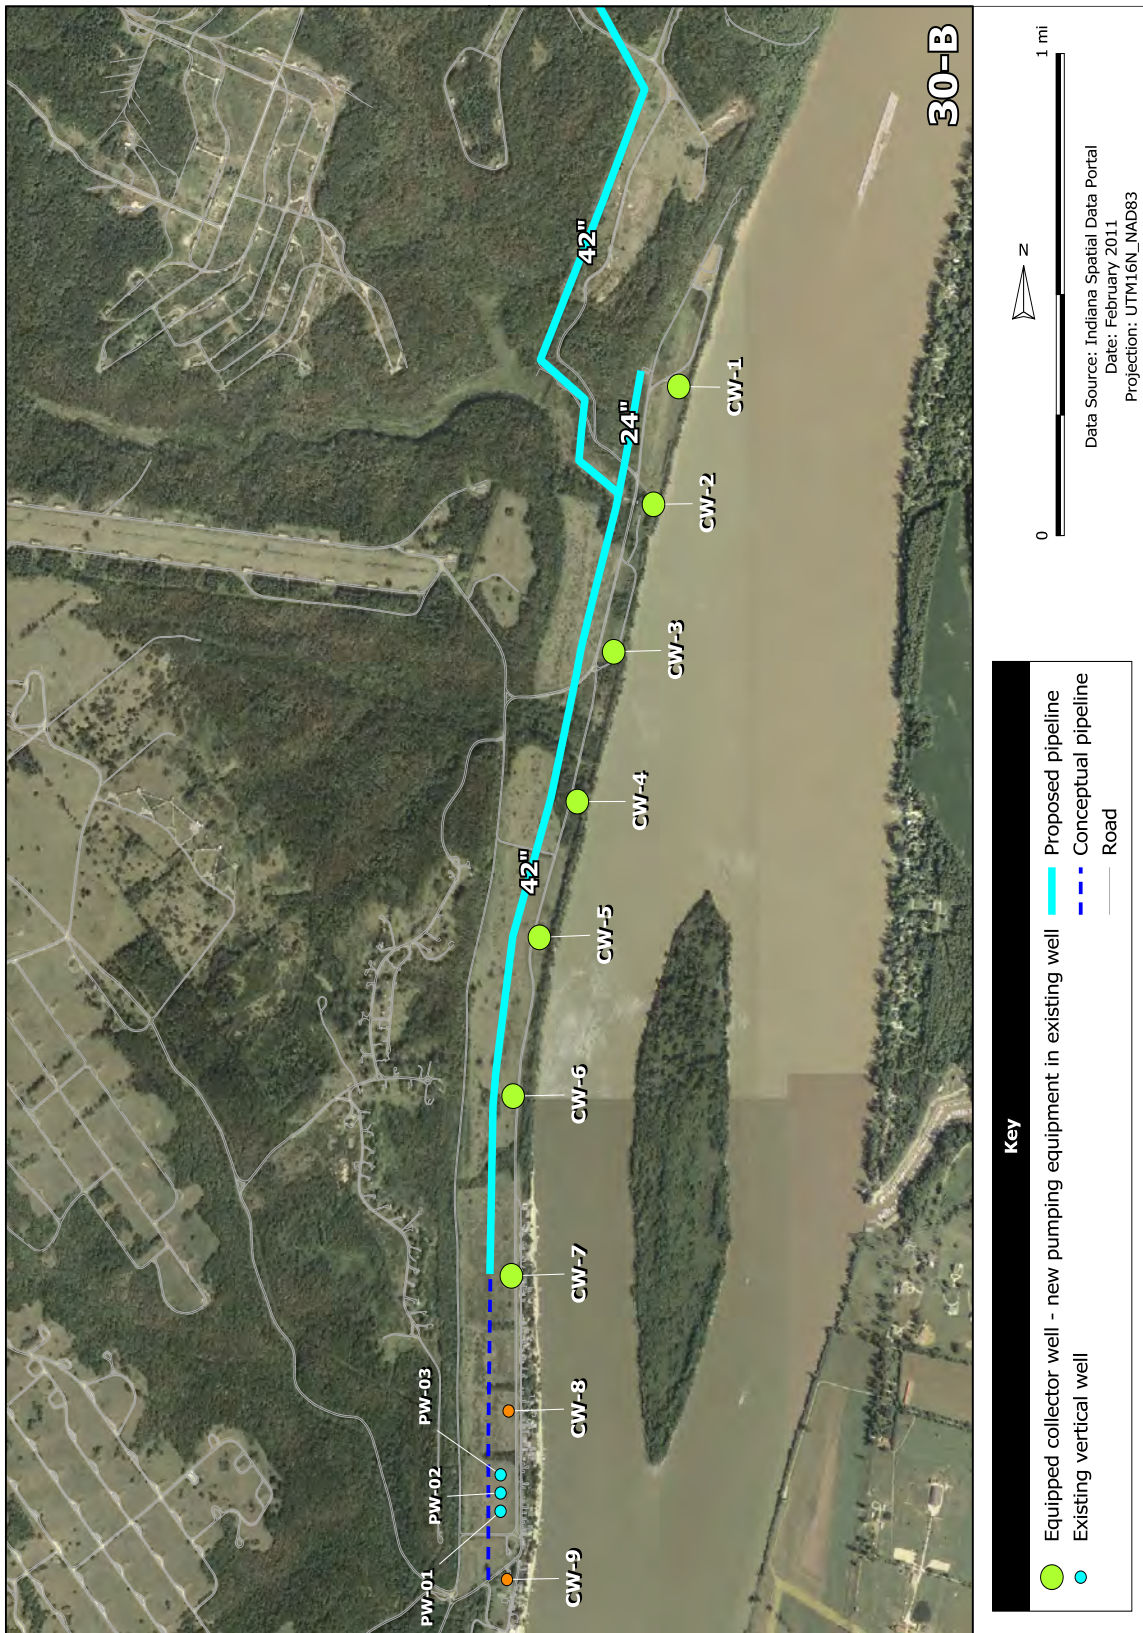 30-B
42"
24"
42"
CW-1
CW-2
CW-3
CW-4
CW-5
CW-6
CW-7
CW-8
CW-9
PW-03
PW-02
PW-01
N
0
1 mi
Data Source: Indiana Spatial Data Portal
Date: February 2011
Projection: UTM16N_NAD83
Key
Equipped collector well - new pumping equipment in existing well
Existing vertical well
Proposed pipeline
Conceptual pipeline
Road